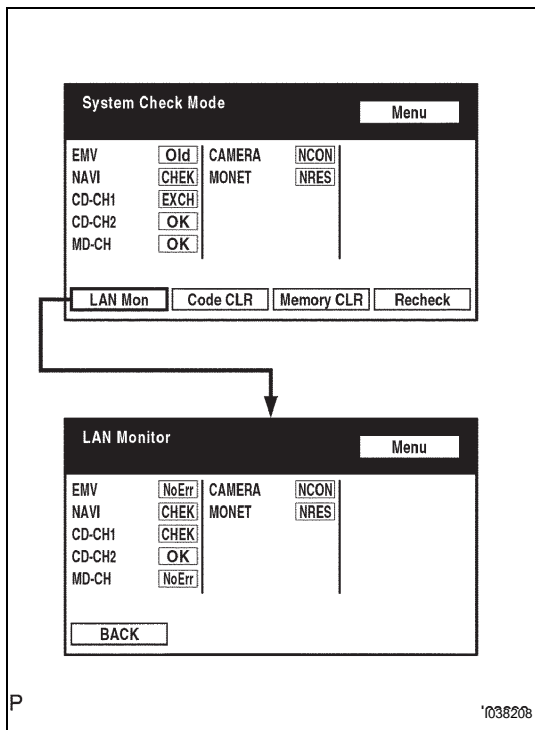 System Check Mode
Menu
EMV Old CAMERA NCON
NAVI CHEK MONET NRES
CD-CH1 EXCH
CD-CH2 OK
MD-CH OK
LAN Mon Code CLR Memory CLR Recheck
LAN Monitor
Menu
EMV NoErr CAMERA NCON
NAVI CHEK MONET NRES
CD-CH1 CHEK
CD-CH2 OK
MD-CH NoErr
BACK
P
I038208